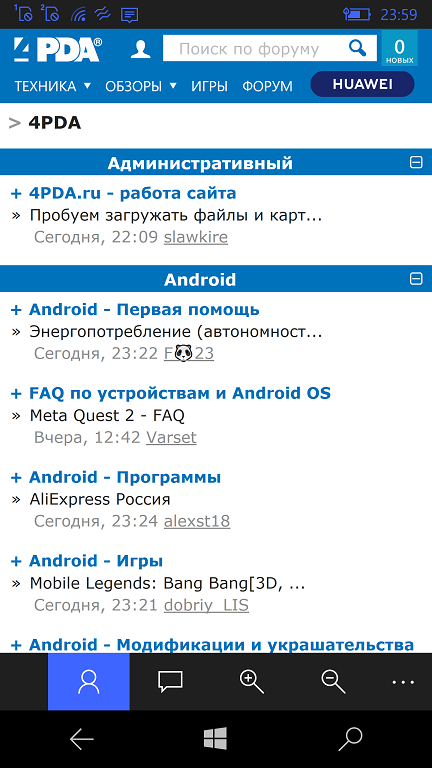 23:59
4PDA®
Поиск по форуму
0
новых
ТЕХНИКА ▼ ОБЗОРЫ ▼ ИГРЫ ФОРУМ HUAWEI
> 4PDA
Административный
+ 4PDA.ru - работа сайта
» Пробуем загружать файлы и карт...
Сегодня, 22:09 slawkire
Android
+ Android - Первая помощь
» Энергопотребление (автономност...
Сегодня, 23:22 F🐼23
+ FAQ по устройствам и Android OS
» Meta Quest 2 - FAQ
Вчера, 12:42 Varset
+ Android - Программы
» AliExpress Россия
Сегодня, 23:24 alexst18
+ Android - Игры
» Mobile Legends: Bang Bang[3D, ...
Сегодня, 23:21 dobriy_LIS
+ Android - Модификации и украшательства